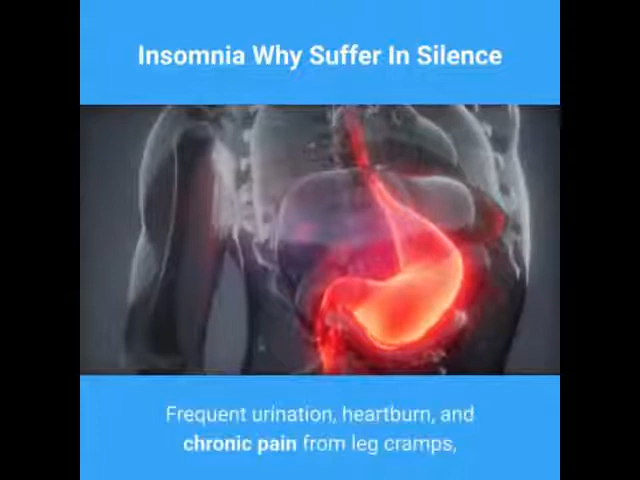 Insomnia Why Suffer In Silence
Frequent urination, heartburn, and
chronic pain from leg cramps,